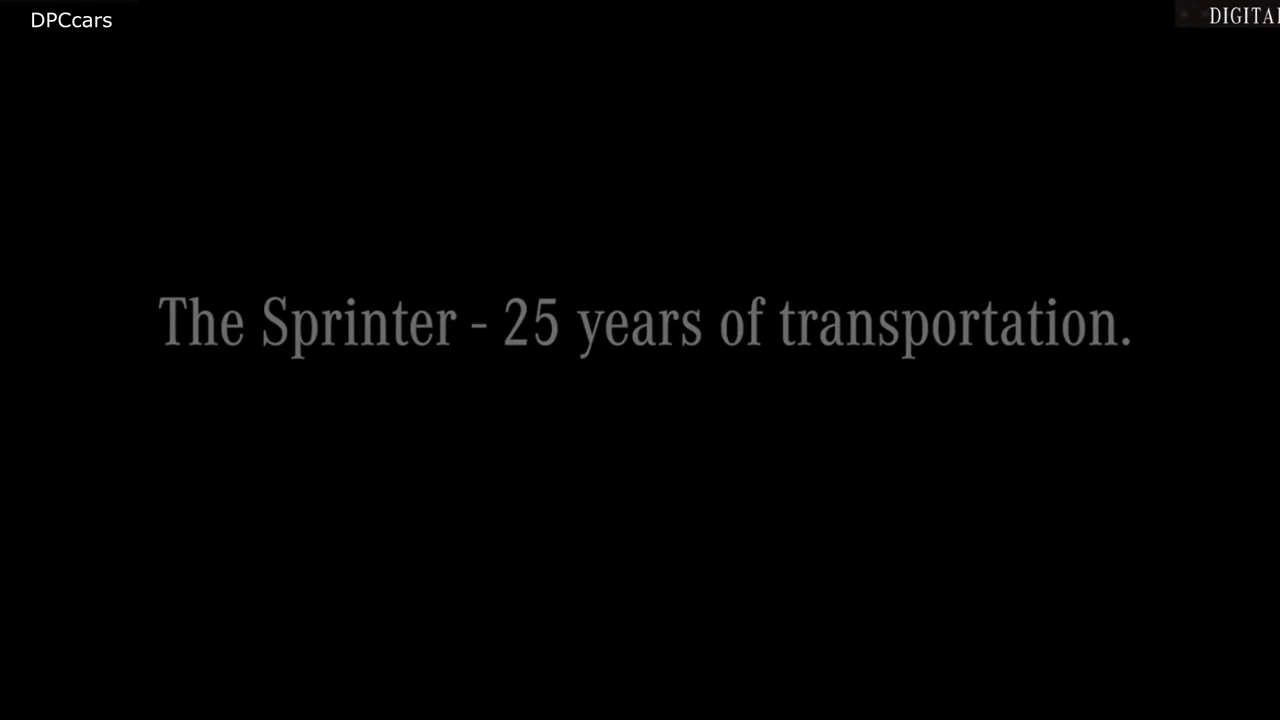 DPCcars
The Sprinter - 25 years of transportation.